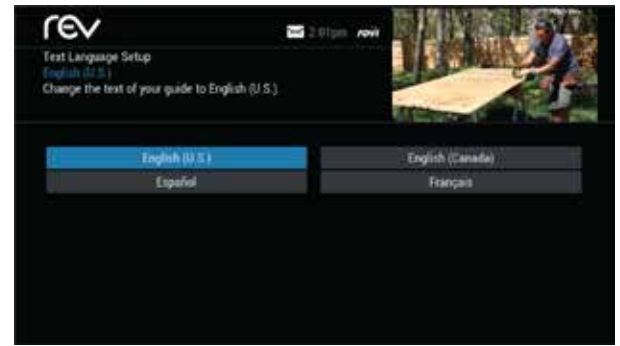 rev
2:01pm rovi
Text Language Setup
English (U.S.)
Change the text of your guide to English (U.S.)
English (U.S.) English (Canada)
Español Français